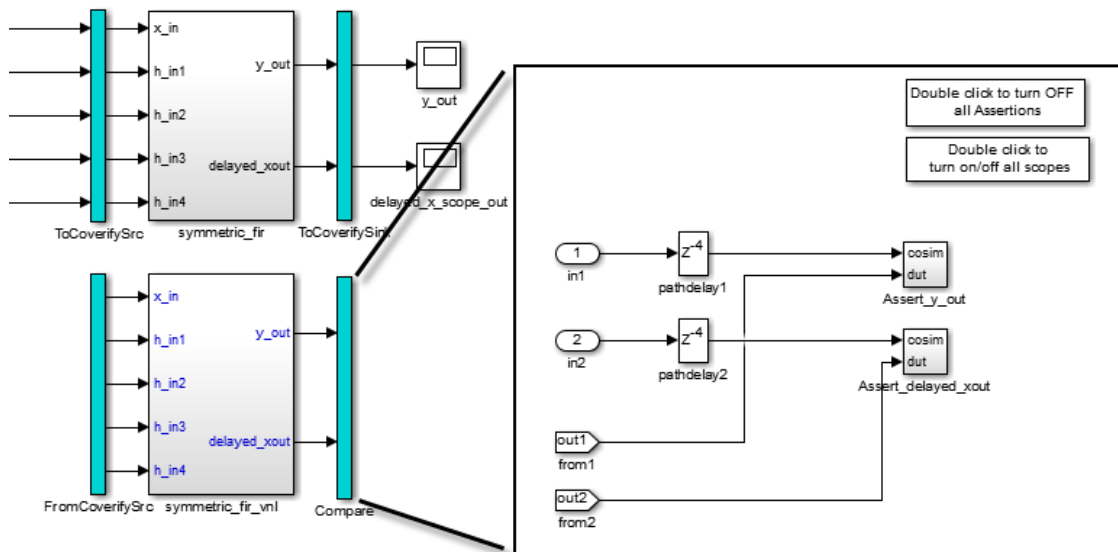 x_in
h_in1
h_in2
h_in3
h_in4
y_out
delayed_xout
ToCoverifySrc
symmetric_fir
ToCoverifySink
y_out
delayed_x_scope_out
x_in
h_in1
h_in2
h_in3
h_in4
y_out
delayed_xout
FromCoverifySrc
symmetric_fir_vnl
Compare
Double click to turn OFF
all Assertions
Double click to
turn on/off all scopes
1
in1
Z-4
pathdelay1
cosim
dut
Assert_y_out
2
in2
Z-4
pathdelay2
cosim
dut
Assert_delayed_xout
out1
from1
out2
from2